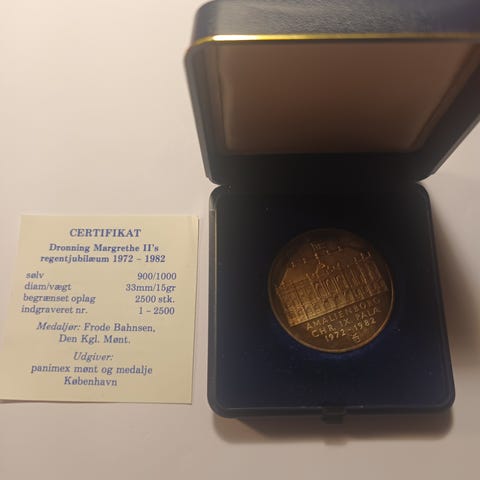 CERTIFIKAT
Dronning Margrethe II's
regentjubilæum 1972 - 1982
sølv 900/1000
diam/vægt 33mm/15gr
begrænset oplag 2500 stk.
indgraveret nr. 1 - 2500
Medaljør: Frode Bahnsen,
Den Kgl. Mønt.
Udgiver:
panimex mønt og medalje
København
AMALIENBORG
CHR. IX. PALÆ
1972-1982